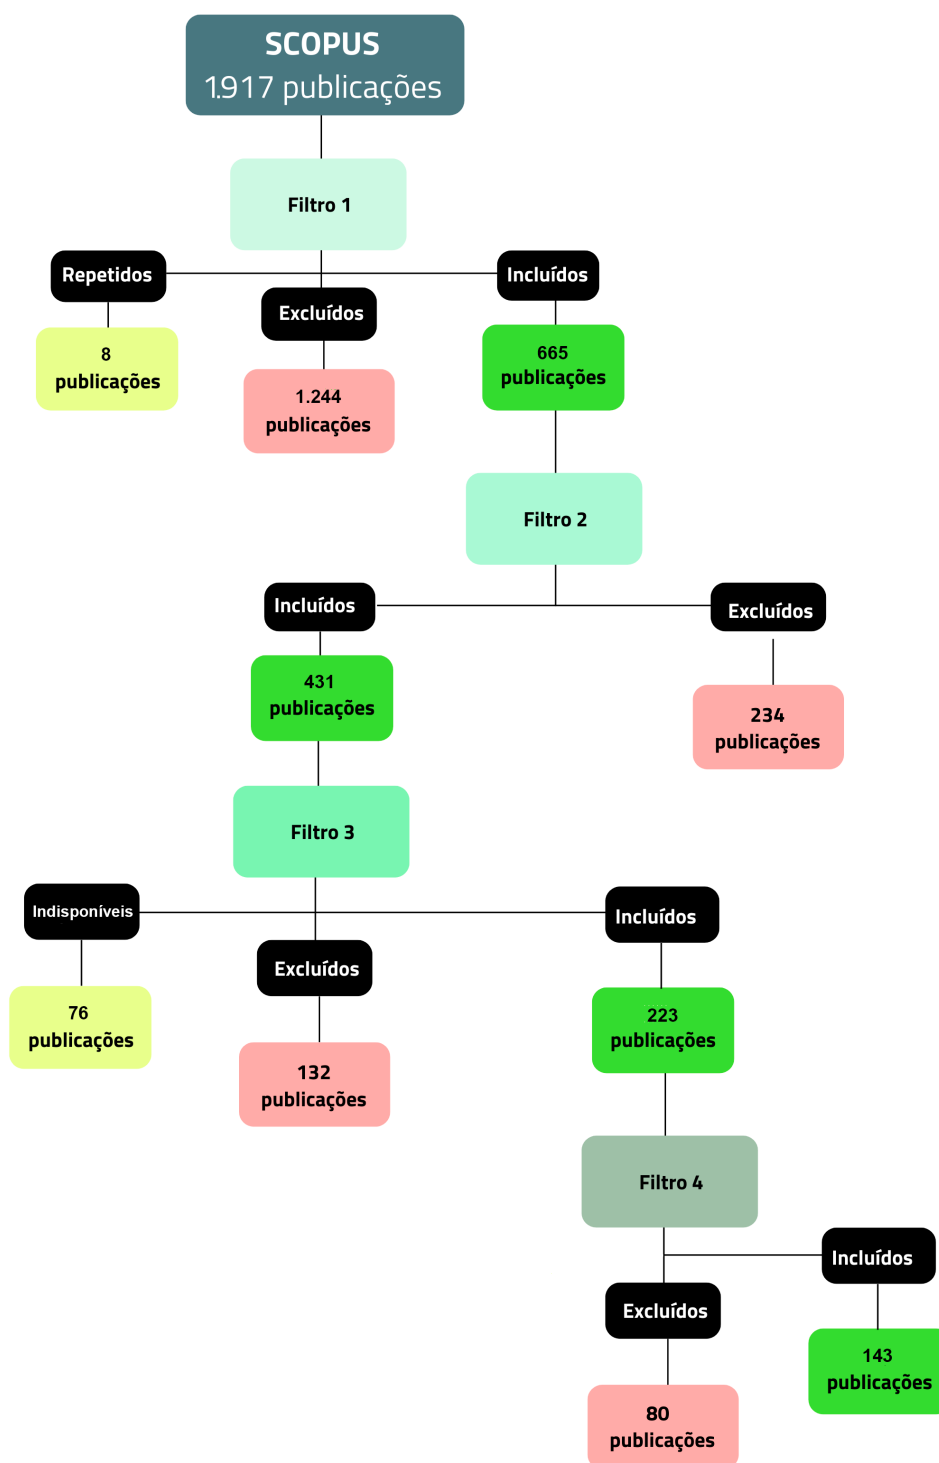 SCOPUS
1.917 publicações
Filtro 1
Repetidos
Incluídos
Excluídos
8
publicações
665
publicações
1.244
publicações
Filtro 2
Incluídos
Excluídos
431
publicações
234
publicações
Filtro 3
Indisponíveis
Incluídos
Excluídos
76
publicações
223
publicações
132
publicações
Filtro 4
Incluídos
Excluídos
143
publicações
80
publicações